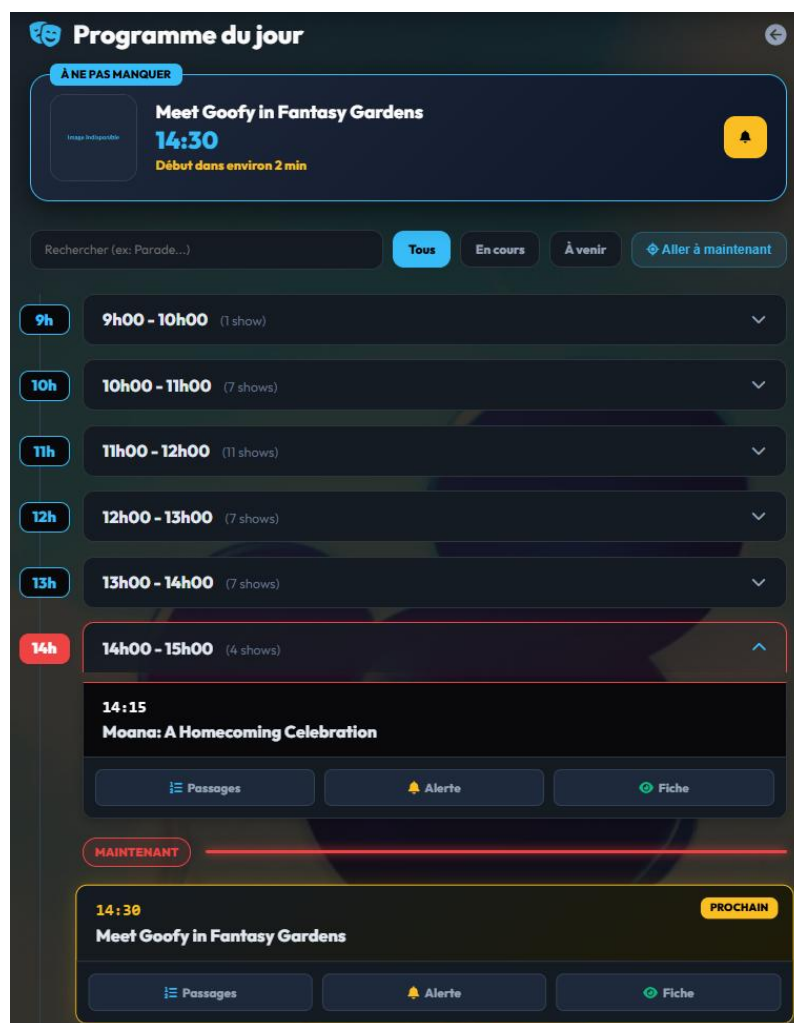 Programme du jour
À NE PAS MANQUER
Image Indisponible
Meet Goofy in Fantasy Gardens
14:30
Début dans environ 2 min
Rechercher (ex: Parade...)
Tous
En cours
À venir
Aller à maintenant
9h
9h00 - 10h00 (1 show)
10h
10h00 - 11h00 (7 shows)
11h
11h00 - 12h00 (11 shows)
12h
12h00 - 13h00 (7 shows)
13h
13h00 - 14h00 (7 shows)
14h
14h00 - 15h00 (4 shows)
14:15
Moana: A Homecoming Celebration
Passages
Alerte
Fiche
MAINTENANT
14:30
PROCHAIN
Meet Goofy in Fantasy Gardens
Passages
Alerte
Fiche